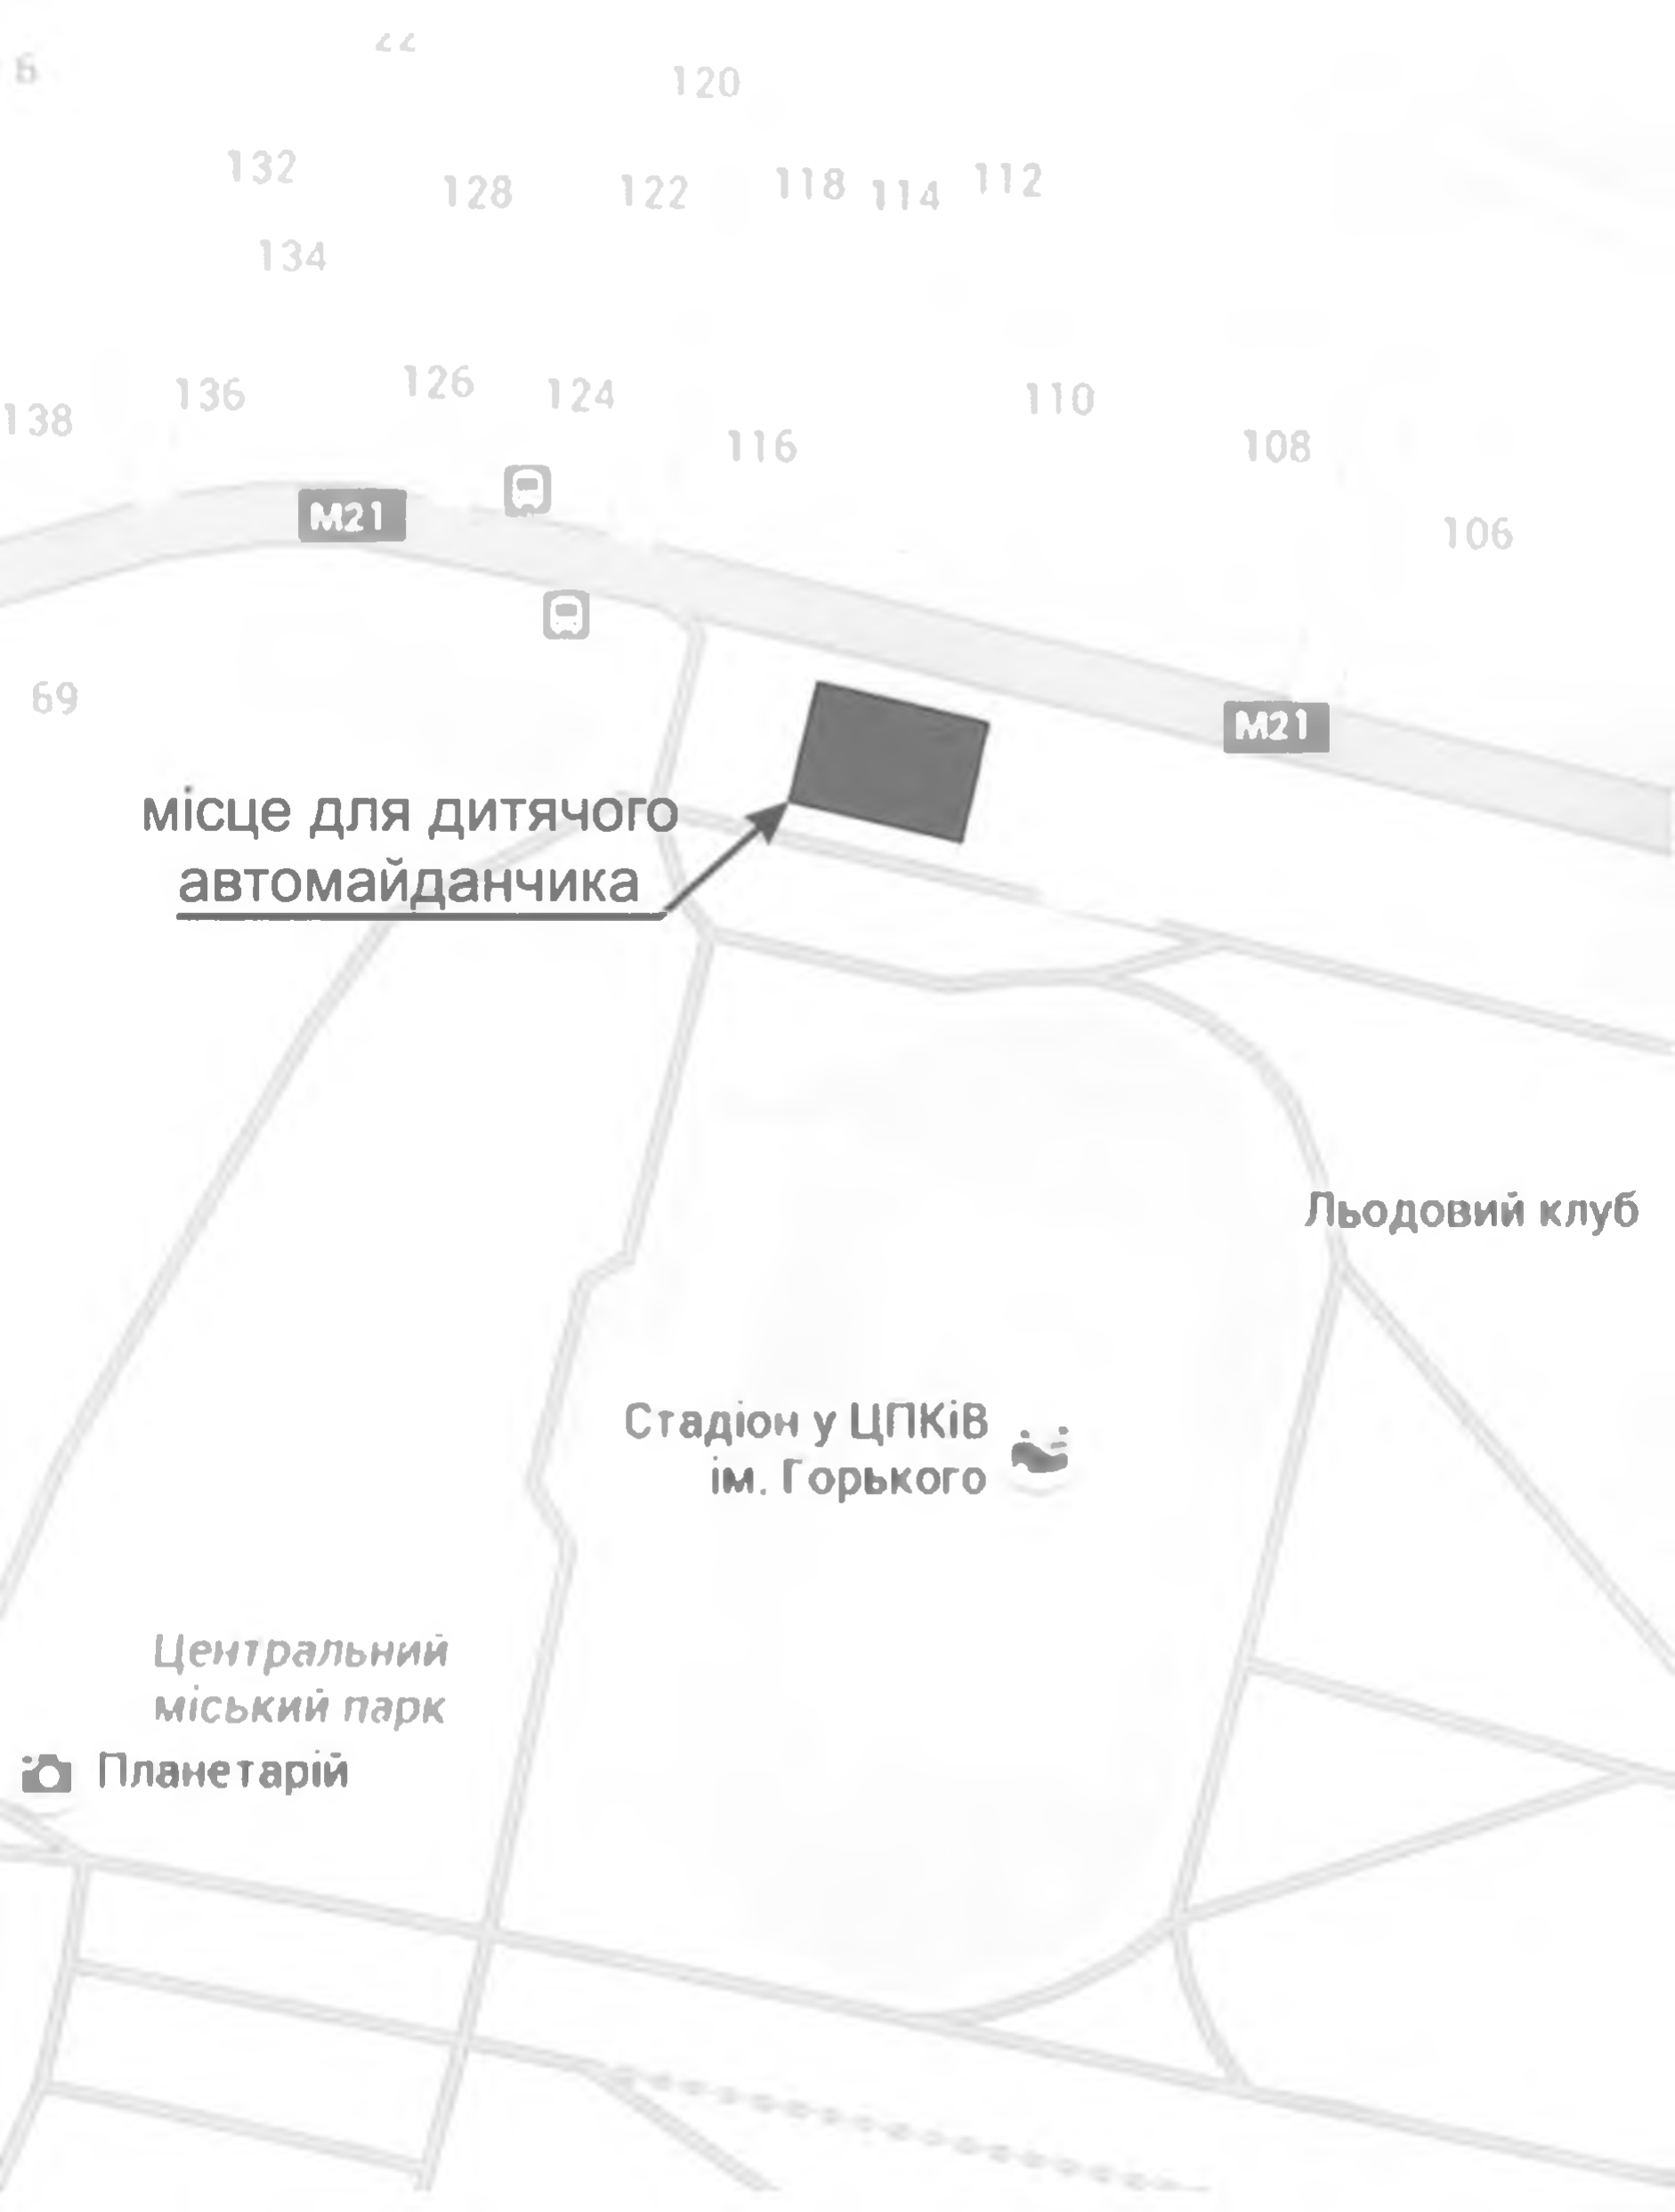 120
132
128
122
118
114
112
134
138
136
126
124
116
110
108
106
M21
M21
69
місце для дитячого
автомайданчика
Льодовий клуб
Стадіон у ЦПКіВ
ім. Горького
Центральний
міський парк
Планетарій